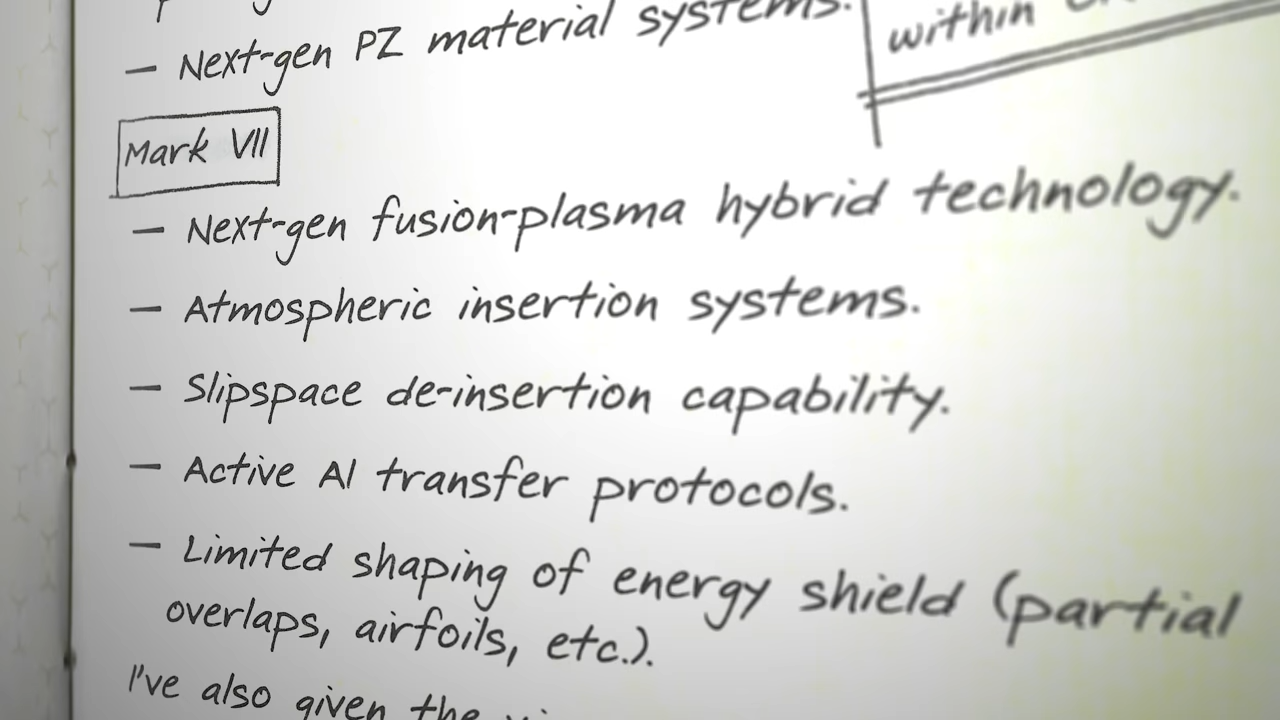 — Next-gen PZ material systems.
within
Mark VII
— Next-gen fusion-plasma hybrid technology.
— Atmospheric insertion systems.
— Slipspace de-insertion capability.
— Active AI transfer protocols.
— Limited shaping of energy shield (partial
overlaps, airfoils, etc.).
I've also given the